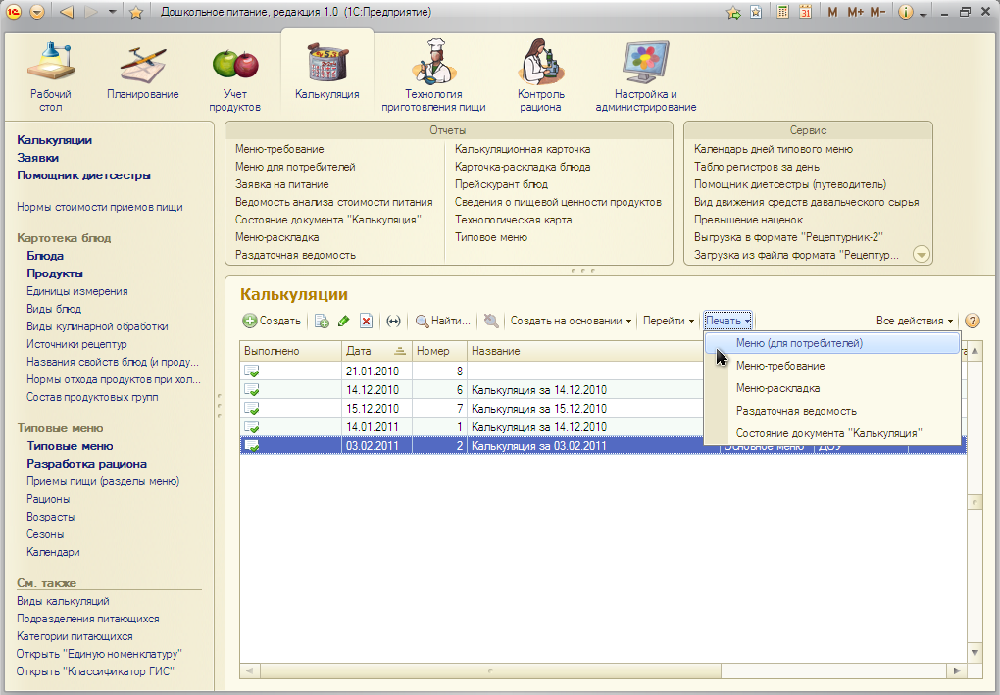 Дошкольное питание, редакция 1.0 (1С:Предприятие)
M M+ M-
Рабочий стол
Планирование
Учет продуктов
Калькуляция
Технология приготовления пищи
Контроль рациона
Настройка и администрирование
Калькуляции
Заявки
Помощник диетсестры
Нормы стоимости приемов пищи
Картотека блюд
Блюда
Продукты
Единицы измерения
Виды блюд
Виды кулинарной обработки
Источники рецептур
Названия свойств блюд (и проду...
Нормы отхода продуктов при хол...
Состав продуктовых групп
Типовые меню
Типовые меню
Разработка рациона
Приемы пищи (разделы меню)
Рационы
Возрасты
Сезоны
Календари
См. также
Виды калькуляций
Подразделения питающихся
Категории питающихся
Открыть "Единую номенклатуру"
Открыть "Классификатор ГИС"
Отчеты
Меню-требование
Меню для потребителей
Заявка на питание
Ведомость анализа стоимости питания
Состояние документа "Калькуляция"
Меню-раскладка
Раздаточная ведомость
Калькуляционная карточка
Карточка-раскладка блюда
Прейскурант блюд
Сведения о пищевой ценности продуктов
Технологическая карта
Типовое меню
Сервис
Календарь дней типового меню
Табло регистров за день
Помощник диетсестры (путеводитель)
Вид движения средств давальческого сырья
Превышение наценок
Выгрузка в формате "Рецептурник-2"
Загрузка из файла формата "Рецептур...
Калькуляции
Создать Найти... Создать на основании Перейти Печать Все действия ?
Выполнено Дата Номер Название
21.01.2010 8
14.12.2010 6 Калькуляция за 14.12.2010
15.12.2010 7 Калькуляция за 15.12.2010
14.01.2011 1 Калькуляция за 14.12.2010
03.02.2011 2 Калькуляция за 03.02.2011 Основное меню ДОУ
Меню (для потребителей)
Меню-требование
Меню-раскладка
Раздаточная ведомость
Состояние документа "Калькуляция"